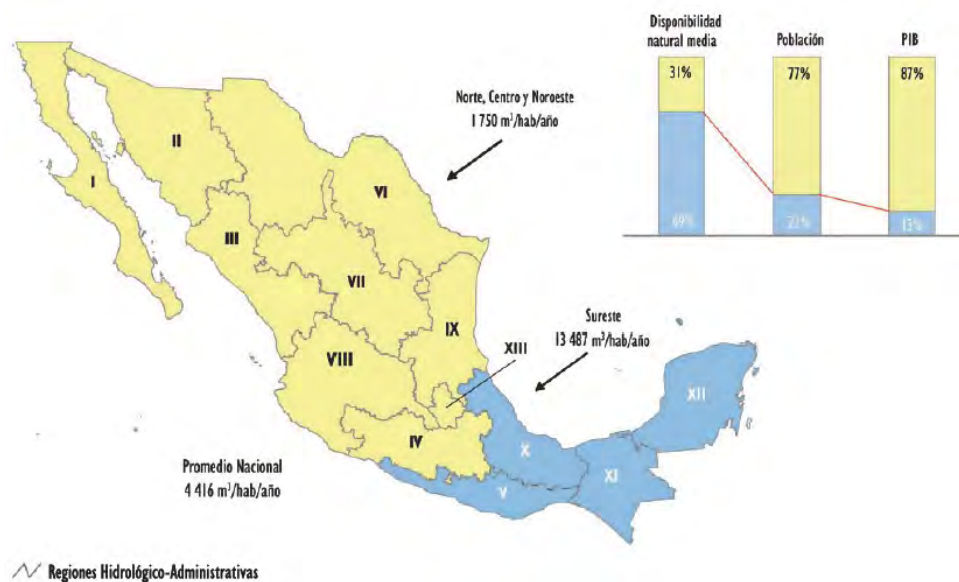 Disponibilidad
natural media
Población
PIB
31%
77%
87%
69%
23%
13%
Norte, Centro y Noroeste
1 750 m³/hab/año
I
II
VI
III
VII
IX
VIII
XIII
Sureste
13 487 m³/hab/año
XII
IV
X
XI
V
Promedio Nacional
4 416 m³/hab/año
Regiones Hidrológico-Administrativas